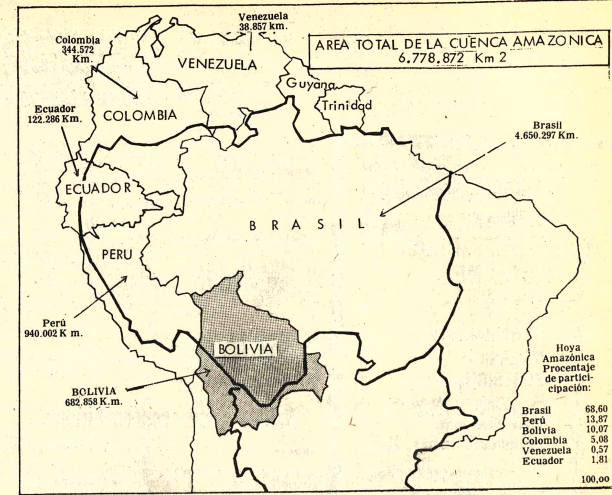 Venezuela
38.857 km.
AREA TOTAL DE LA CUENCA AMAZONICA
6.778.872 Km 2
Colombia
344.572
Km.
VENEZUELA
Guyana
Trinidad
Ecuador
122.286 Km.
COLOMBIA
Brasil
4.650.297 Km.
ECUADOR
BRASIL
PERU
Perú
940.002 K m.
BOLIVIA
BOLIVIA
682.858 K.m.
Hoya
Amazónica
Procentaje
de partici-
cipación:
Brasil 68,60
Perú 13,87
Bolivia 10,07
Colombia 5,08
Venezuela 0,57
Ecuador 1,81
100,00